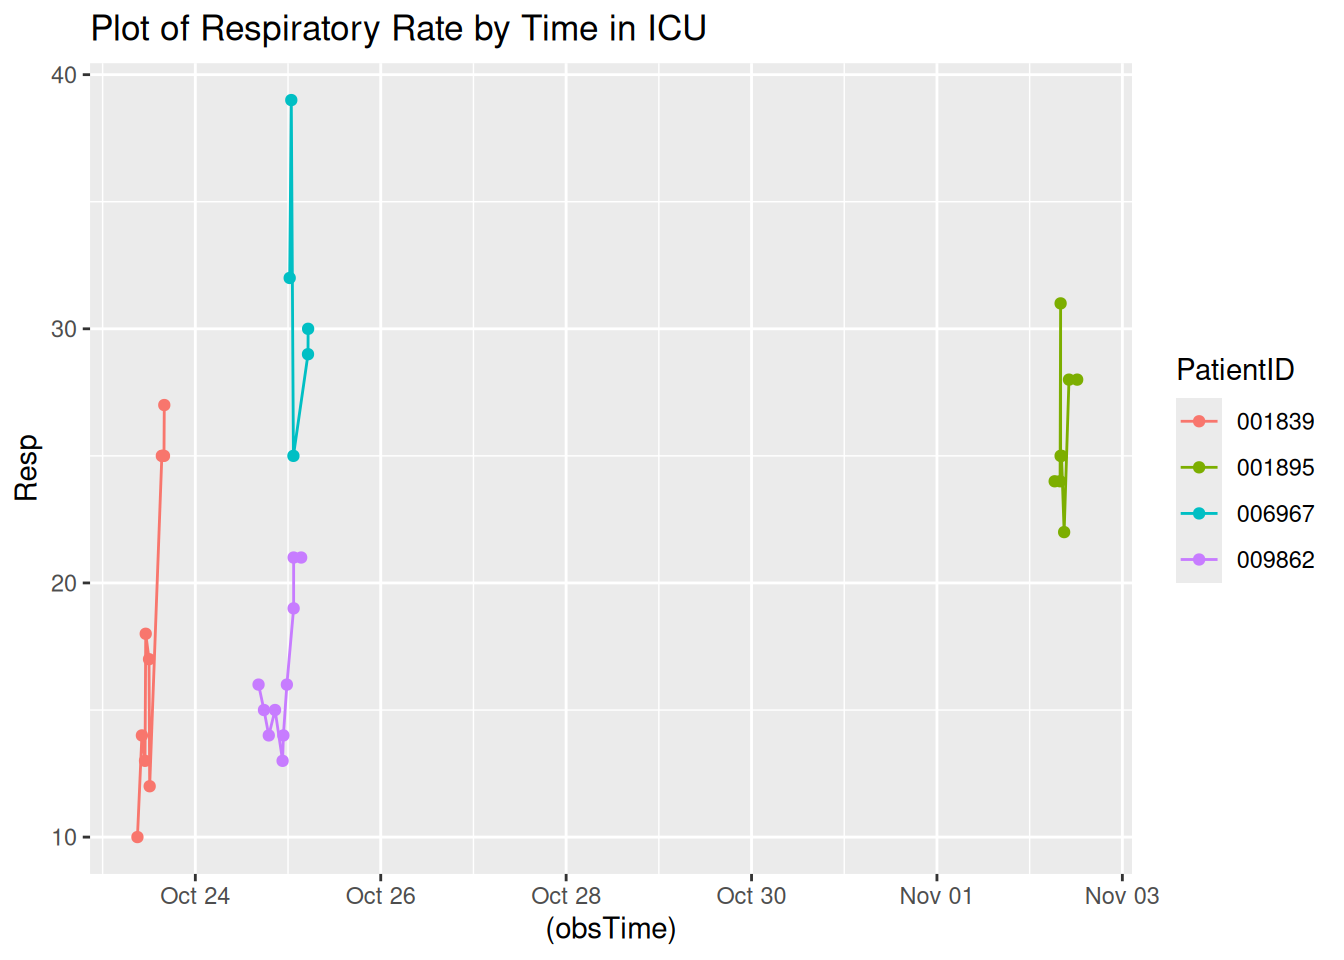 Plot of Respiratory Rate by Time in ICU
40
30
20
10
Resp
Oct 24 Oct 26 Oct 28 Oct 30 Nov 01 Nov 03
(obsTime)
PatientID
001839
001895
006967
009862